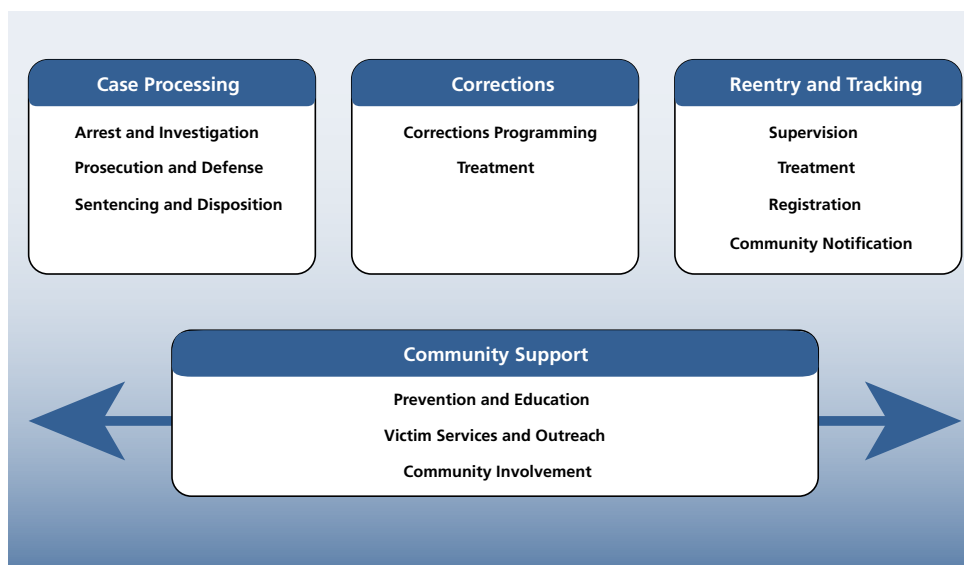 Case Processing
Arrest and Investigation
Prosecution and Defense
Sentencing and Disposition
Corrections
Corrections Programming
Treatment
Reentry and Tracking
Supervision
Treatment
Registration
Community Notification
Community Support
Prevention and Education
Victim Services and Outreach
Community Involvement